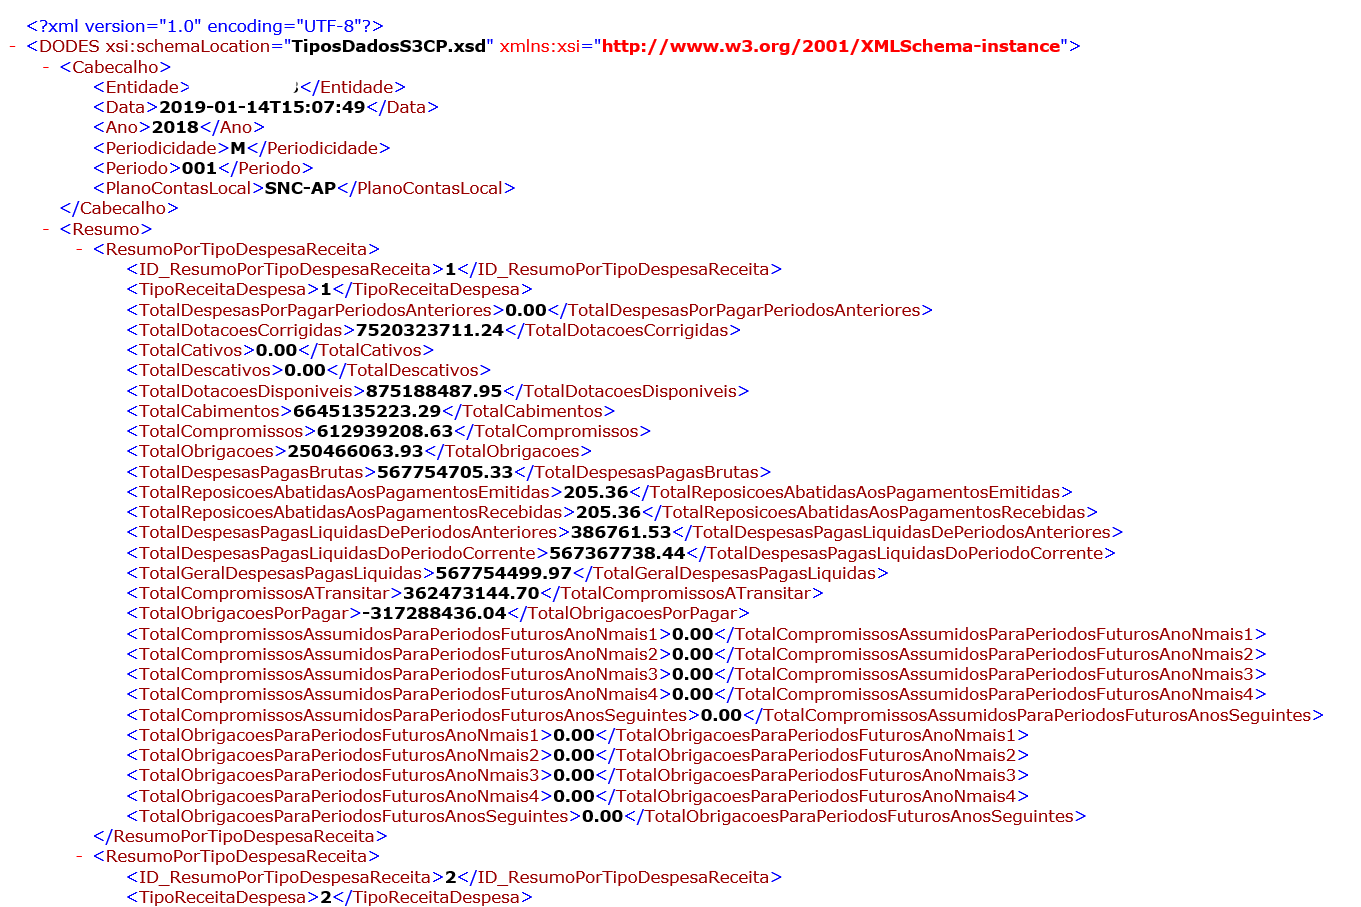 <?xml version="1.0" encoding="UTF-8"?>
- <DODES xsi:schemaLocation="TiposDadosS3CP.xsd" xmlns:xsi="http://www.w3.org/2001/XMLSchema-instance">
- <Cabecalho>
<Entidade> </Entidade>
<Data>2019-01-14T15:07:49</Data>
<Ano>2018</Ano>
<Periodicidade>M</Periodicidade>
<Periodo>001</Periodo>
<PlanoContasLocal>SNC-AP</PlanoContasLocal>
</Cabecalho>
- <Resumo>
- <ResumoPorTipoDespesaReceita>
<ID_ResumoPorTipoDespesaReceita>1</ID_ResumoPorTipoDespesaReceita>
<TipoReceitaDespesa>1</TipoReceitaDespesa>
<TotalDespesasPorPagarPeriodosAnteriores>0.00</TotalDespesasPorPagarPeriodosAnteriores>
<TotalDotacoesCorrigidas>7520323711.24</TotalDotacoesCorrigidas>
<TotalCativos>0.00</TotalCativos>
<TotalDescativos>0.00</TotalDescativos>
<TotalDotacoesDisponiveis>875188487.95</TotalDotacoesDisponiveis>
<TotalCabimentos>6645135223.29</TotalCabimentos>
<TotalCompromissos>612939208.63</TotalCompromissos>
<TotalObrigacoes>250466063.93</TotalObrigacoes>
<TotalDespesasPagasBrutas>567754705.33</TotalDespesasPagasBrutas>
<TotalReposicoesAbatidasAosPagamentosEmitidas>205.36</TotalReposicoesAbatidasAosPagamentosEmitidas>
<TotalReposicoesAbatidasAosPagamentosRecebidas>205.36</TotalReposicoesAbatidasAosPagamentosRecebidas>
<TotalDespesasPagasLiquidasDePeriodosAnteriores>386761.53</TotalDespesasPagasLiquidasDePeriodosAnteriores>
<TotalDespesasPagasLiquidasDoPeriodoCorrente>567367738.44</TotalDespesasPagasLiquidasDoPeriodoCorrente>
<TotalGeralDespesasPagasLiquidas>567754499.97</TotalGeralDespesasPagasLiquidas>
<TotalCompromissosATransitar>362473144.70</TotalCompromissosATransitar>
<TotalObrigacoesPorPagar>-317288436.04</TotalObrigacoesPorPagar>
<TotalCompromissosAssumidosParaPeriodosFuturosAnoNmais1>0.00</TotalCompromissosAssumidosParaPeriodosFuturosAnoNmais1>
<TotalCompromissosAssumidosParaPeriodosFuturosAnoNmais2>0.00</TotalCompromissosAssumidosParaPeriodosFuturosAnoNmais2>
<TotalCompromissosAssumidosParaPeriodosFuturosAnoNmais3>0.00</TotalCompromissosAssumidosParaPeriodosFuturosAnoNmais3>
<TotalCompromissosAssumidosParaPeriodosFuturosAnoNmais4>0.00</TotalCompromissosAssumidosParaPeriodosFuturosAnoNmais4>
<TotalCompromissosAssumidosParaPeriodosFuturosAnosSeguintes>0.00</TotalCompromissosAssumidosParaPeriodosFuturosAnosSeguintes>
<TotalObrigacoesParaPeriodosFuturosAnoNmais1>0.00</TotalObrigacoesParaPeriodosFuturosAnoNmais1>
<TotalObrigacoesParaPeriodosFuturosAnoNmais2>0.00</TotalObrigacoesParaPeriodosFuturosAnoNmais2>
<TotalObrigacoesParaPeriodosFuturosAnoNmais3>0.00</TotalObrigacoesParaPeriodosFuturosAnoNmais3>
<TotalObrigacoesParaPeriodosFuturosAnoNmais4>0.00</TotalObrigacoesParaPeriodosFuturosAnoNmais4>
<TotalObrigacoesParaPeriodosFuturosAnosSeguintes>0.00</TotalObrigacoesParaPeriodosFuturosAnosSeguintes>
</ResumoPorTipoDespesaReceita>
- <ResumoPorTipoDespesaReceita>
<ID_ResumoPorTipoDespesaReceita>2</ID_ResumoPorTipoDespesaReceita>
<TipoReceitaDespesa>2</TipoReceitaDespesa>